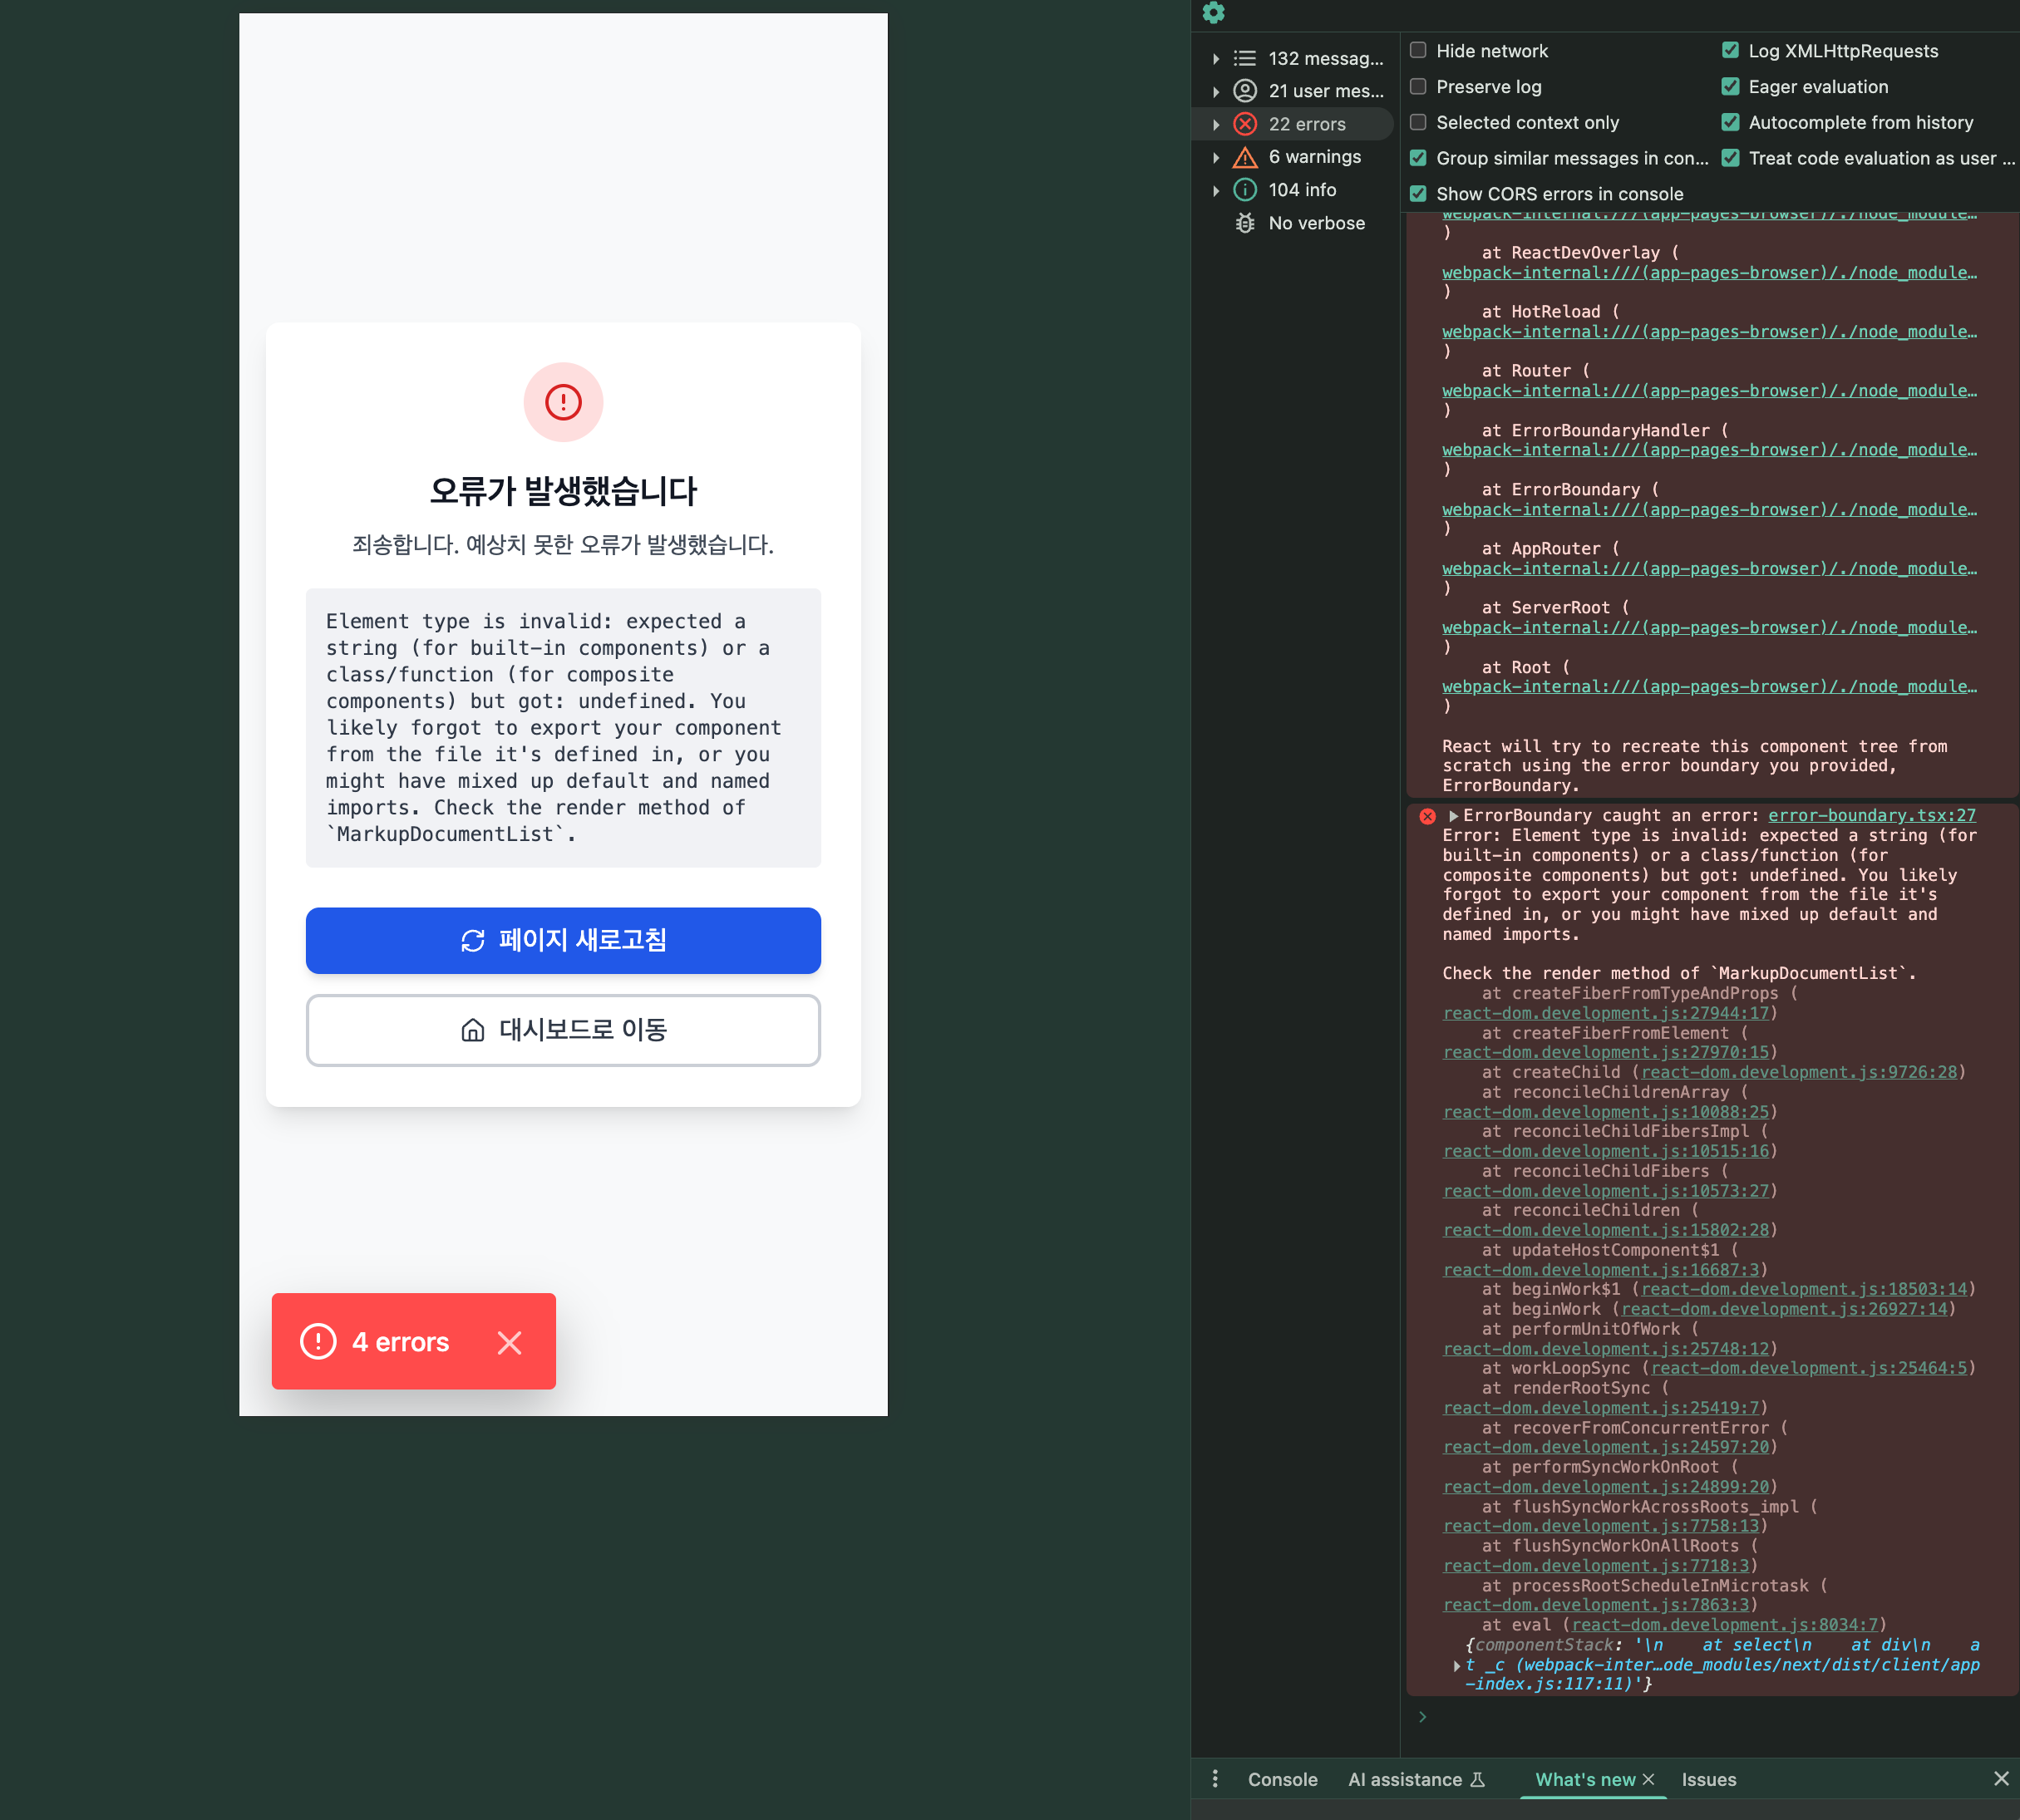 오류가 발생했습니다
죄송합니다. 예상치 못한 오류가 발생했습니다.
Element type is invalid: expected a
string (for built-in components) or a
class/function (for composite
components) but got: undefined. You
likely forgot to export your component
from the file it's defined in, or you
might have mixed up default and named
imports. Check the render method of
`MarkupDocumentList`.
페이지 새로고침
대시보드로 이동
4 errors
132 messag...
21 user mes...
22 errors
6 warnings
104 info
No verbose
Hide network
Log XMLHttpRequests
Preserve log
Eager evaluation
Selected context only
Autocomplete from history
Group similar messages in con...
Treat code evaluation as user ...
Show CORS errors in console
webpack-internal:///(app-pages-browser)/./node_module…
)
at ReactDevOverlay (
webpack-internal:///(app-pages-browser)/./node_module…
)
at HotReload (
webpack-internal:///(app-pages-browser)/./node_module…
)
at Router (
webpack-internal:///(app-pages-browser)/./node_module…
)
at ErrorBoundaryHandler (
webpack-internal:///(app-pages-browser)/./node_module…
)
at ErrorBoundary (
webpack-internal:///(app-pages-browser)/./node_module…
)
at AppRouter (
webpack-internal:///(app-pages-browser)/./node_module…
)
at ServerRoot (
webpack-internal:///(app-pages-browser)/./node_module…
)
at Root (
webpack-internal:///(app-pages-browser)/./node_module…
)
React will try to recreate this component tree from
scratch using the error boundary you provided,
ErrorBoundary.
ErrorBoundary caught an error: error-boundary.tsx:27
Error: Element type is invalid: expected a string (for
built-in components) or a class/function (for
composite components) but got: undefined. You likely
forgot to export your component from the file it's
defined in, or you might have mixed up default and
named imports.
Check the render method of `MarkupDocumentList`.
at createFiberFromTypeAndProps (
react-dom.development.js:27944:17)
at createFiberFromElement (
react-dom.development.js:27970:15)
at createChild (react-dom.development.js:9726:28)
at reconcileChildrenArray (
react-dom.development.js:10088:25)
at reconcileChildFibersImpl (
react-dom.development.js:10515:16)
at reconcileChildFibers (
react-dom.development.js:10573:27)
at reconcileChildren (
react-dom.development.js:15802:28)
at updateHostComponent$1 (
react-dom.development.js:16687:3)
at beginWork$1 (react-dom.development.js:18503:14)
at beginWork (react-dom.development.js:26927:14)
at performUnitOfWork (
react-dom.development.js:25748:12)
at workLoopSync (react-dom.development.js:25464:5)
at renderRootSync (
react-dom.development.js:25419:7)
at recoverFromConcurrentError (
react-dom.development.js:24597:20)
at performSyncWorkOnRoot (
react-dom.development.js:24899:20)
at flushSyncWorkAcrossRoots_impl (
react-dom.development.js:7758:13)
at flushSyncWorkOnAllRoots (
react-dom.development.js:7718:3)
at processRootScheduleInMicrotask (
react-dom.development.js:7863:3)
at eval (react-dom.development.js:8034:7)
{componentStack: '\n    at select\n    at div\n    a
t _c (webpack-inter…ode_modules/next/dist/client/app
-index.js:117:11)'}
Console
AI assistance
What's new
Issues